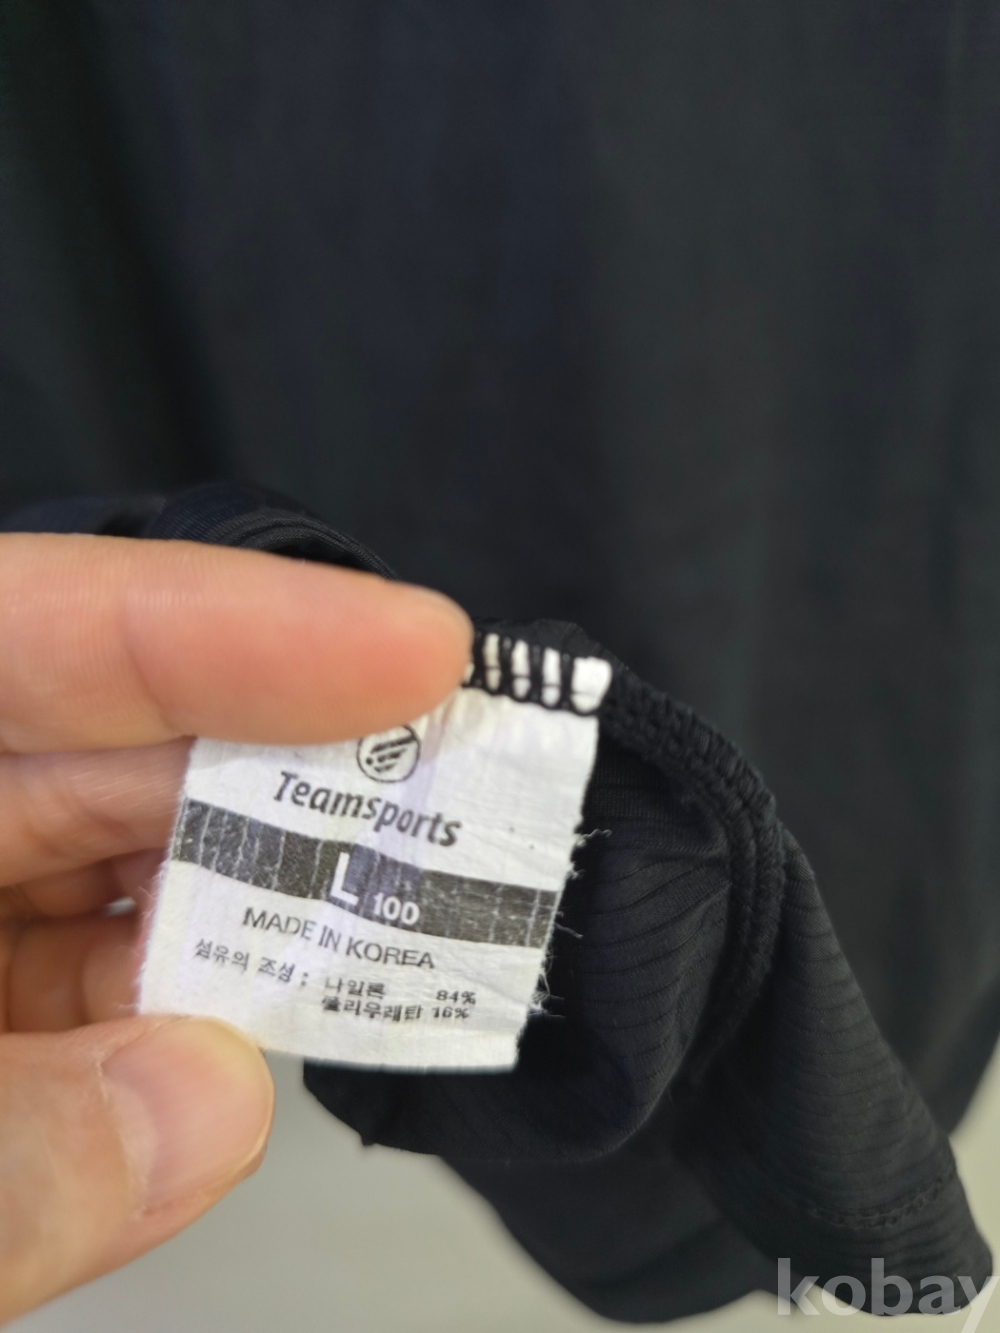 Teamsports
L 100
MADE IN KOREA
섬유의 조성 : 나일론 84%
폴리우레탄 16%
kobay